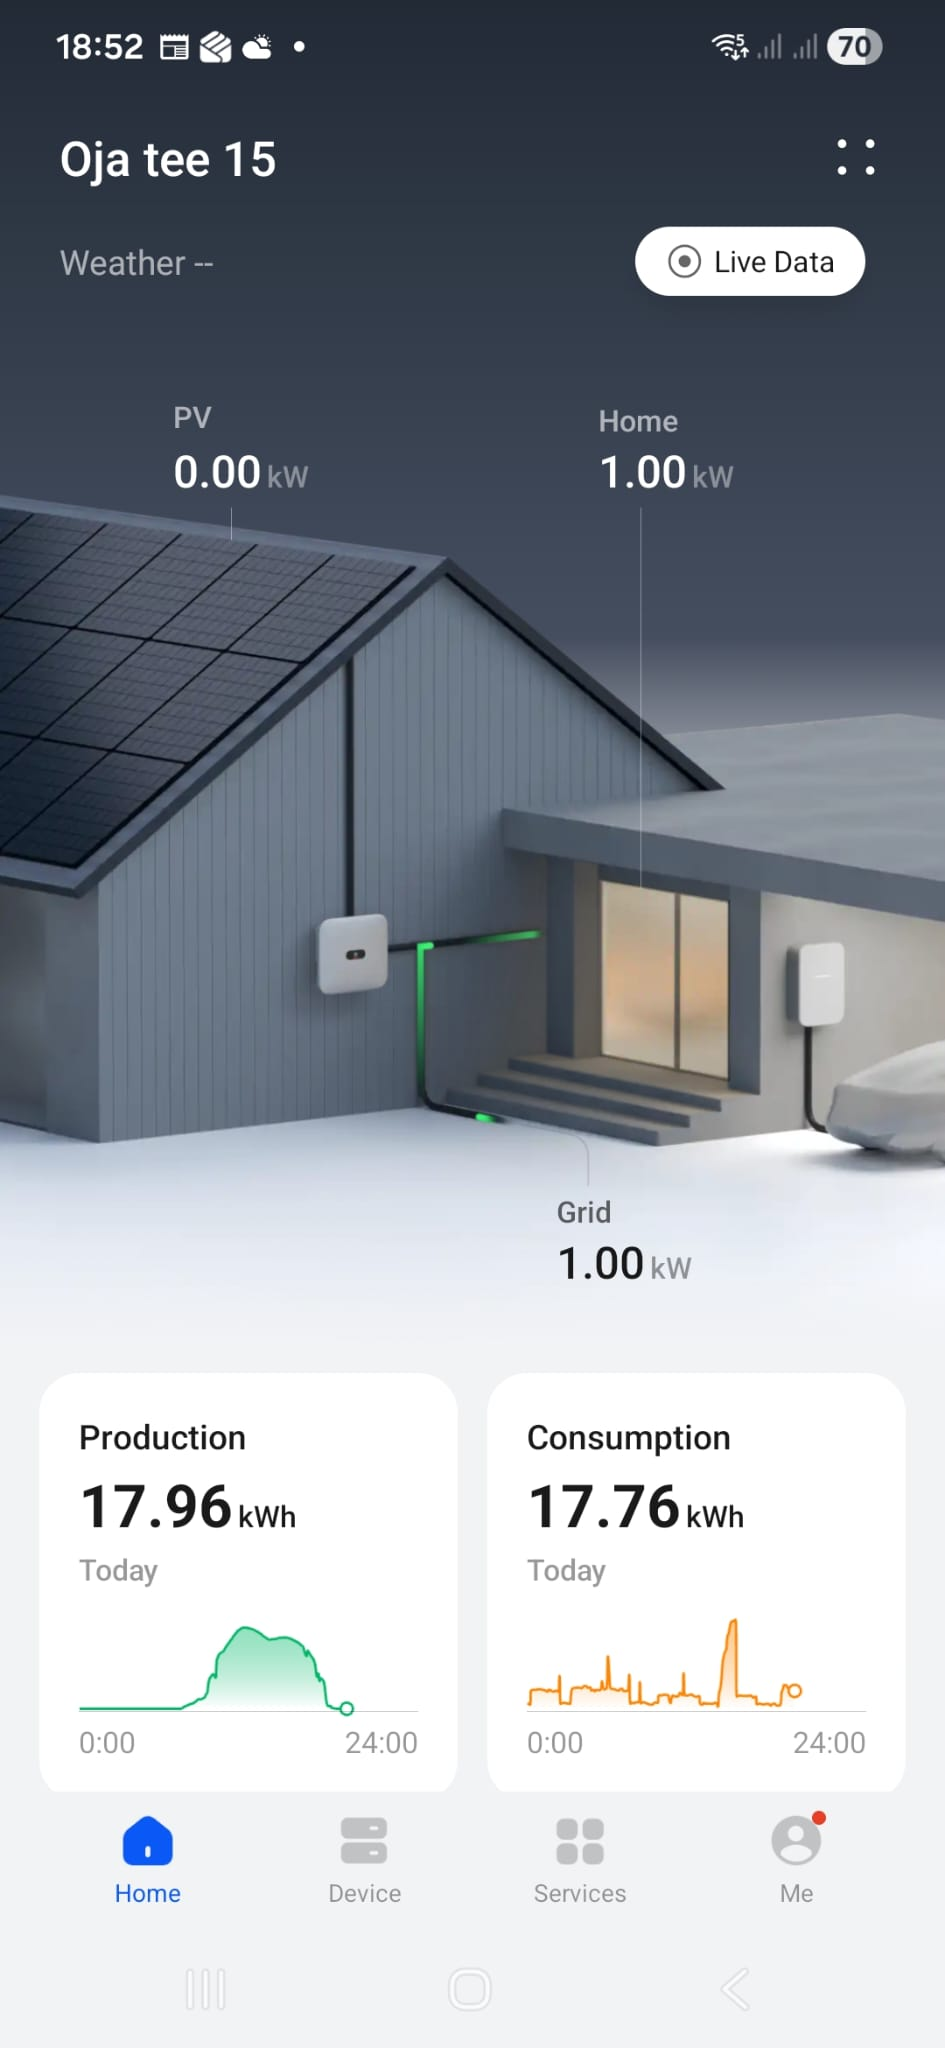 18:52
5
70
Oja tee 15
Weather --
Live Data
PV
0.00 kW
Home
1.00 kW
Grid
1.00 kW
Production
17.96 kWh
Today
0:00 24:00
Consumption
17.76 kWh
Today
0:00 24:00
Home
Device
Services
Me